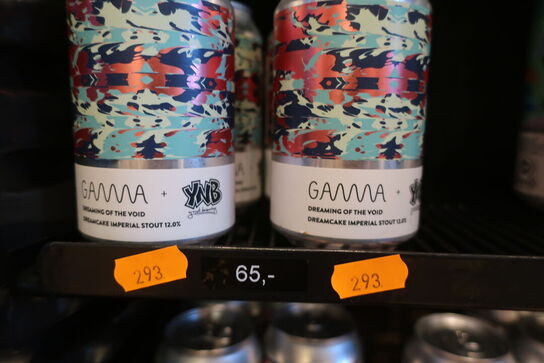 GAMMA + YNB
DREAMING OF THE VOID
DREAMCAKE IMPERIAL STOUT 12.0%
GAMMA + YNB
DREAMING OF THE VOID
DREAMCAKE IMPERIAL STOUT 12.0%
293.
65,-
293.